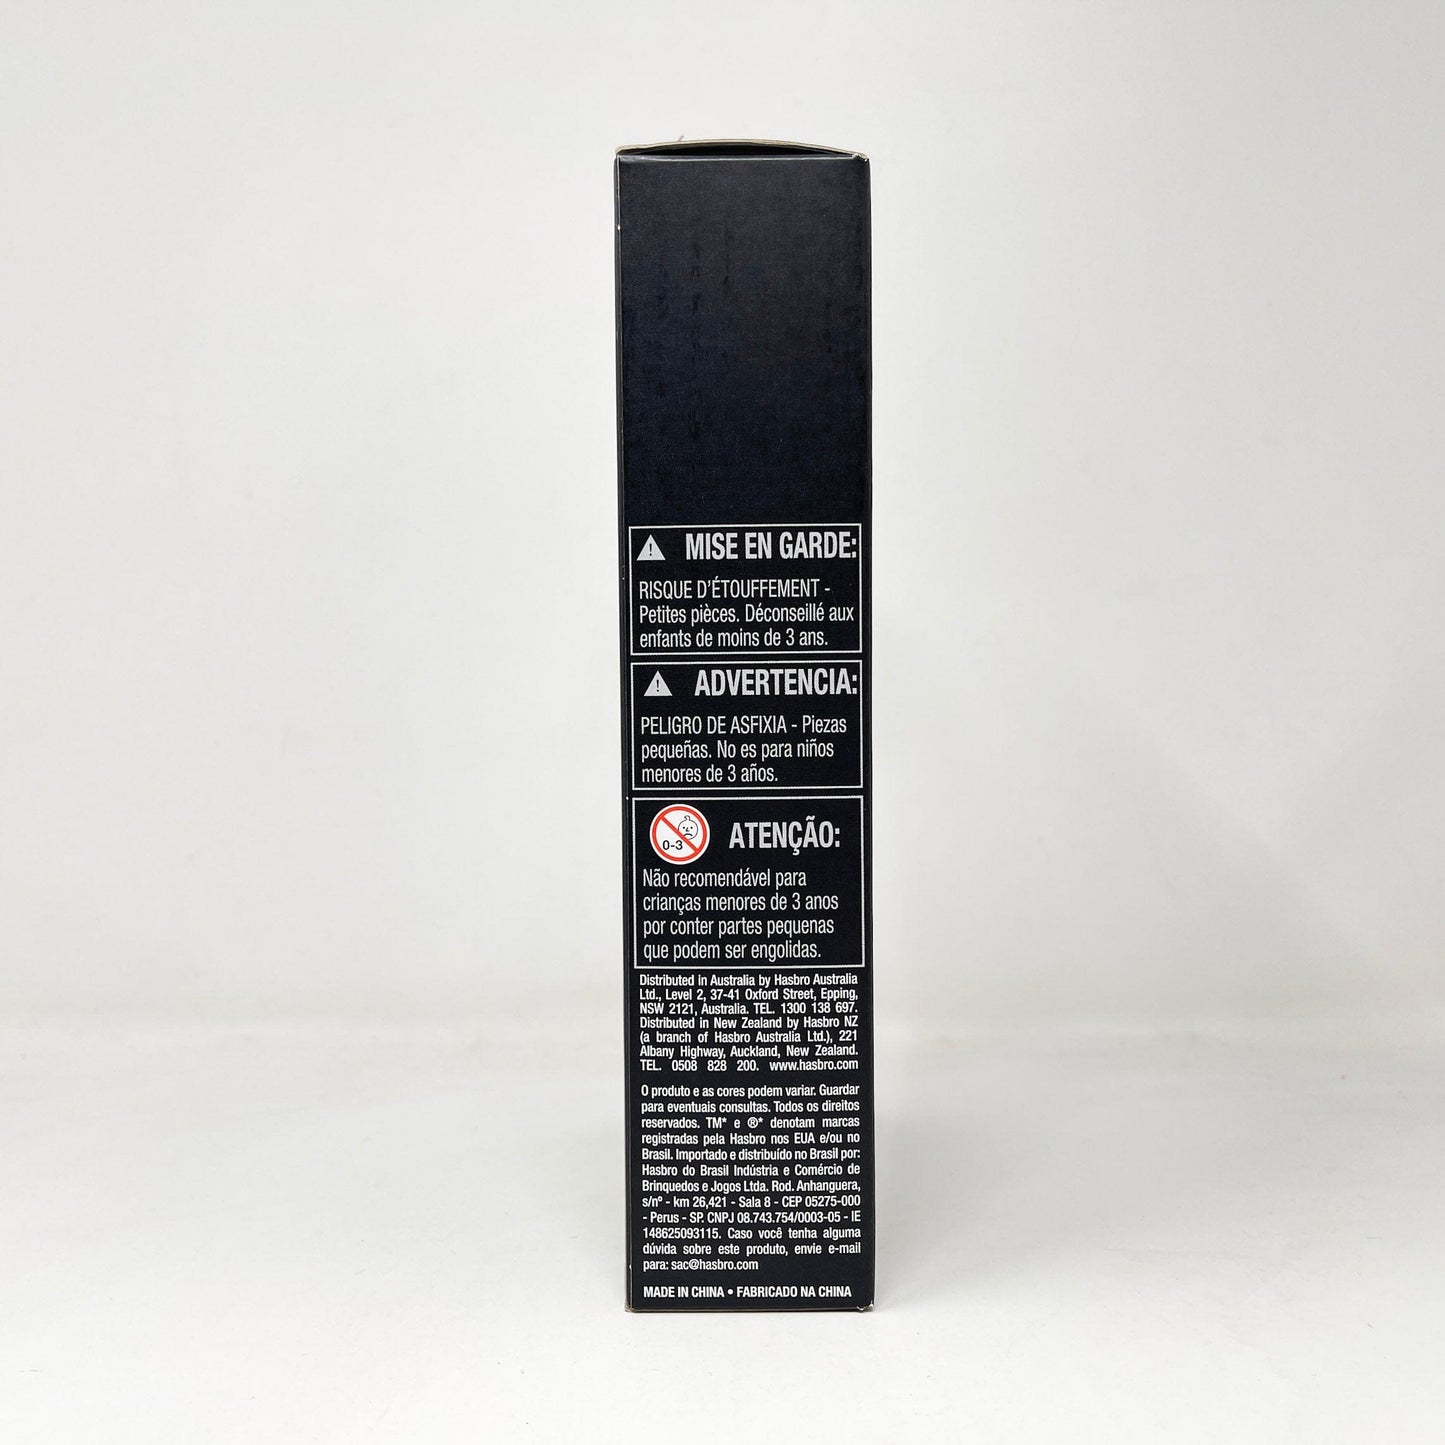 MISE EN GARDE:
RISQUE D'ÉTOUFFEMENT -
Petites pièces. Déconseillé aux
enfants de moins de 3 ans.
ADVERTENCIA:
PELIGRO DE ASFIXIA - Piezas
pequeñas. No es para niños
menores de 3 años.
0-3
ATENÇÃO:
Não recomendável para
crianças menores de 3 anos
por conter partes pequenas
que podem ser engolidas.
Distributed in Australia by Hasbro Australia
Ltd., Level 2, 37-41 Oxford Street, Epping,
NSW 2121, Australia. TEL. 1300 138 697.
Distributed in New Zealand by Hasbro NZ
(a branch of Hasbro Australia Ltd.), 221
Albany Highway, Auckland, New Zealand.
TEL. 0508 828 200. www.hasbro.com
O produto e as cores podem variar. Guardar
para eventuais consultas. Todos os direitos
reservados. TM* e ®* denotam marcas
registradas pela Hasbro nos EUA e/ou no
Brasil. Importado e distribuído no Brasil por:
Hasbro do Brasil Indústria e Comércio de
Brinquedos e Jogos Ltda. Rod. Anhanguera,
s/nº - km 26,421 - Sala 8 - CEP 05275-000
- Perus - SP. CNPJ 08.743.754/0003-05 - IE
148625093115. Caso você tenha alguma
dúvida sobre este produto, envie e-mail
para: sac@hasbro.com
MADE IN CHINA • FABRICADO NA CHINA